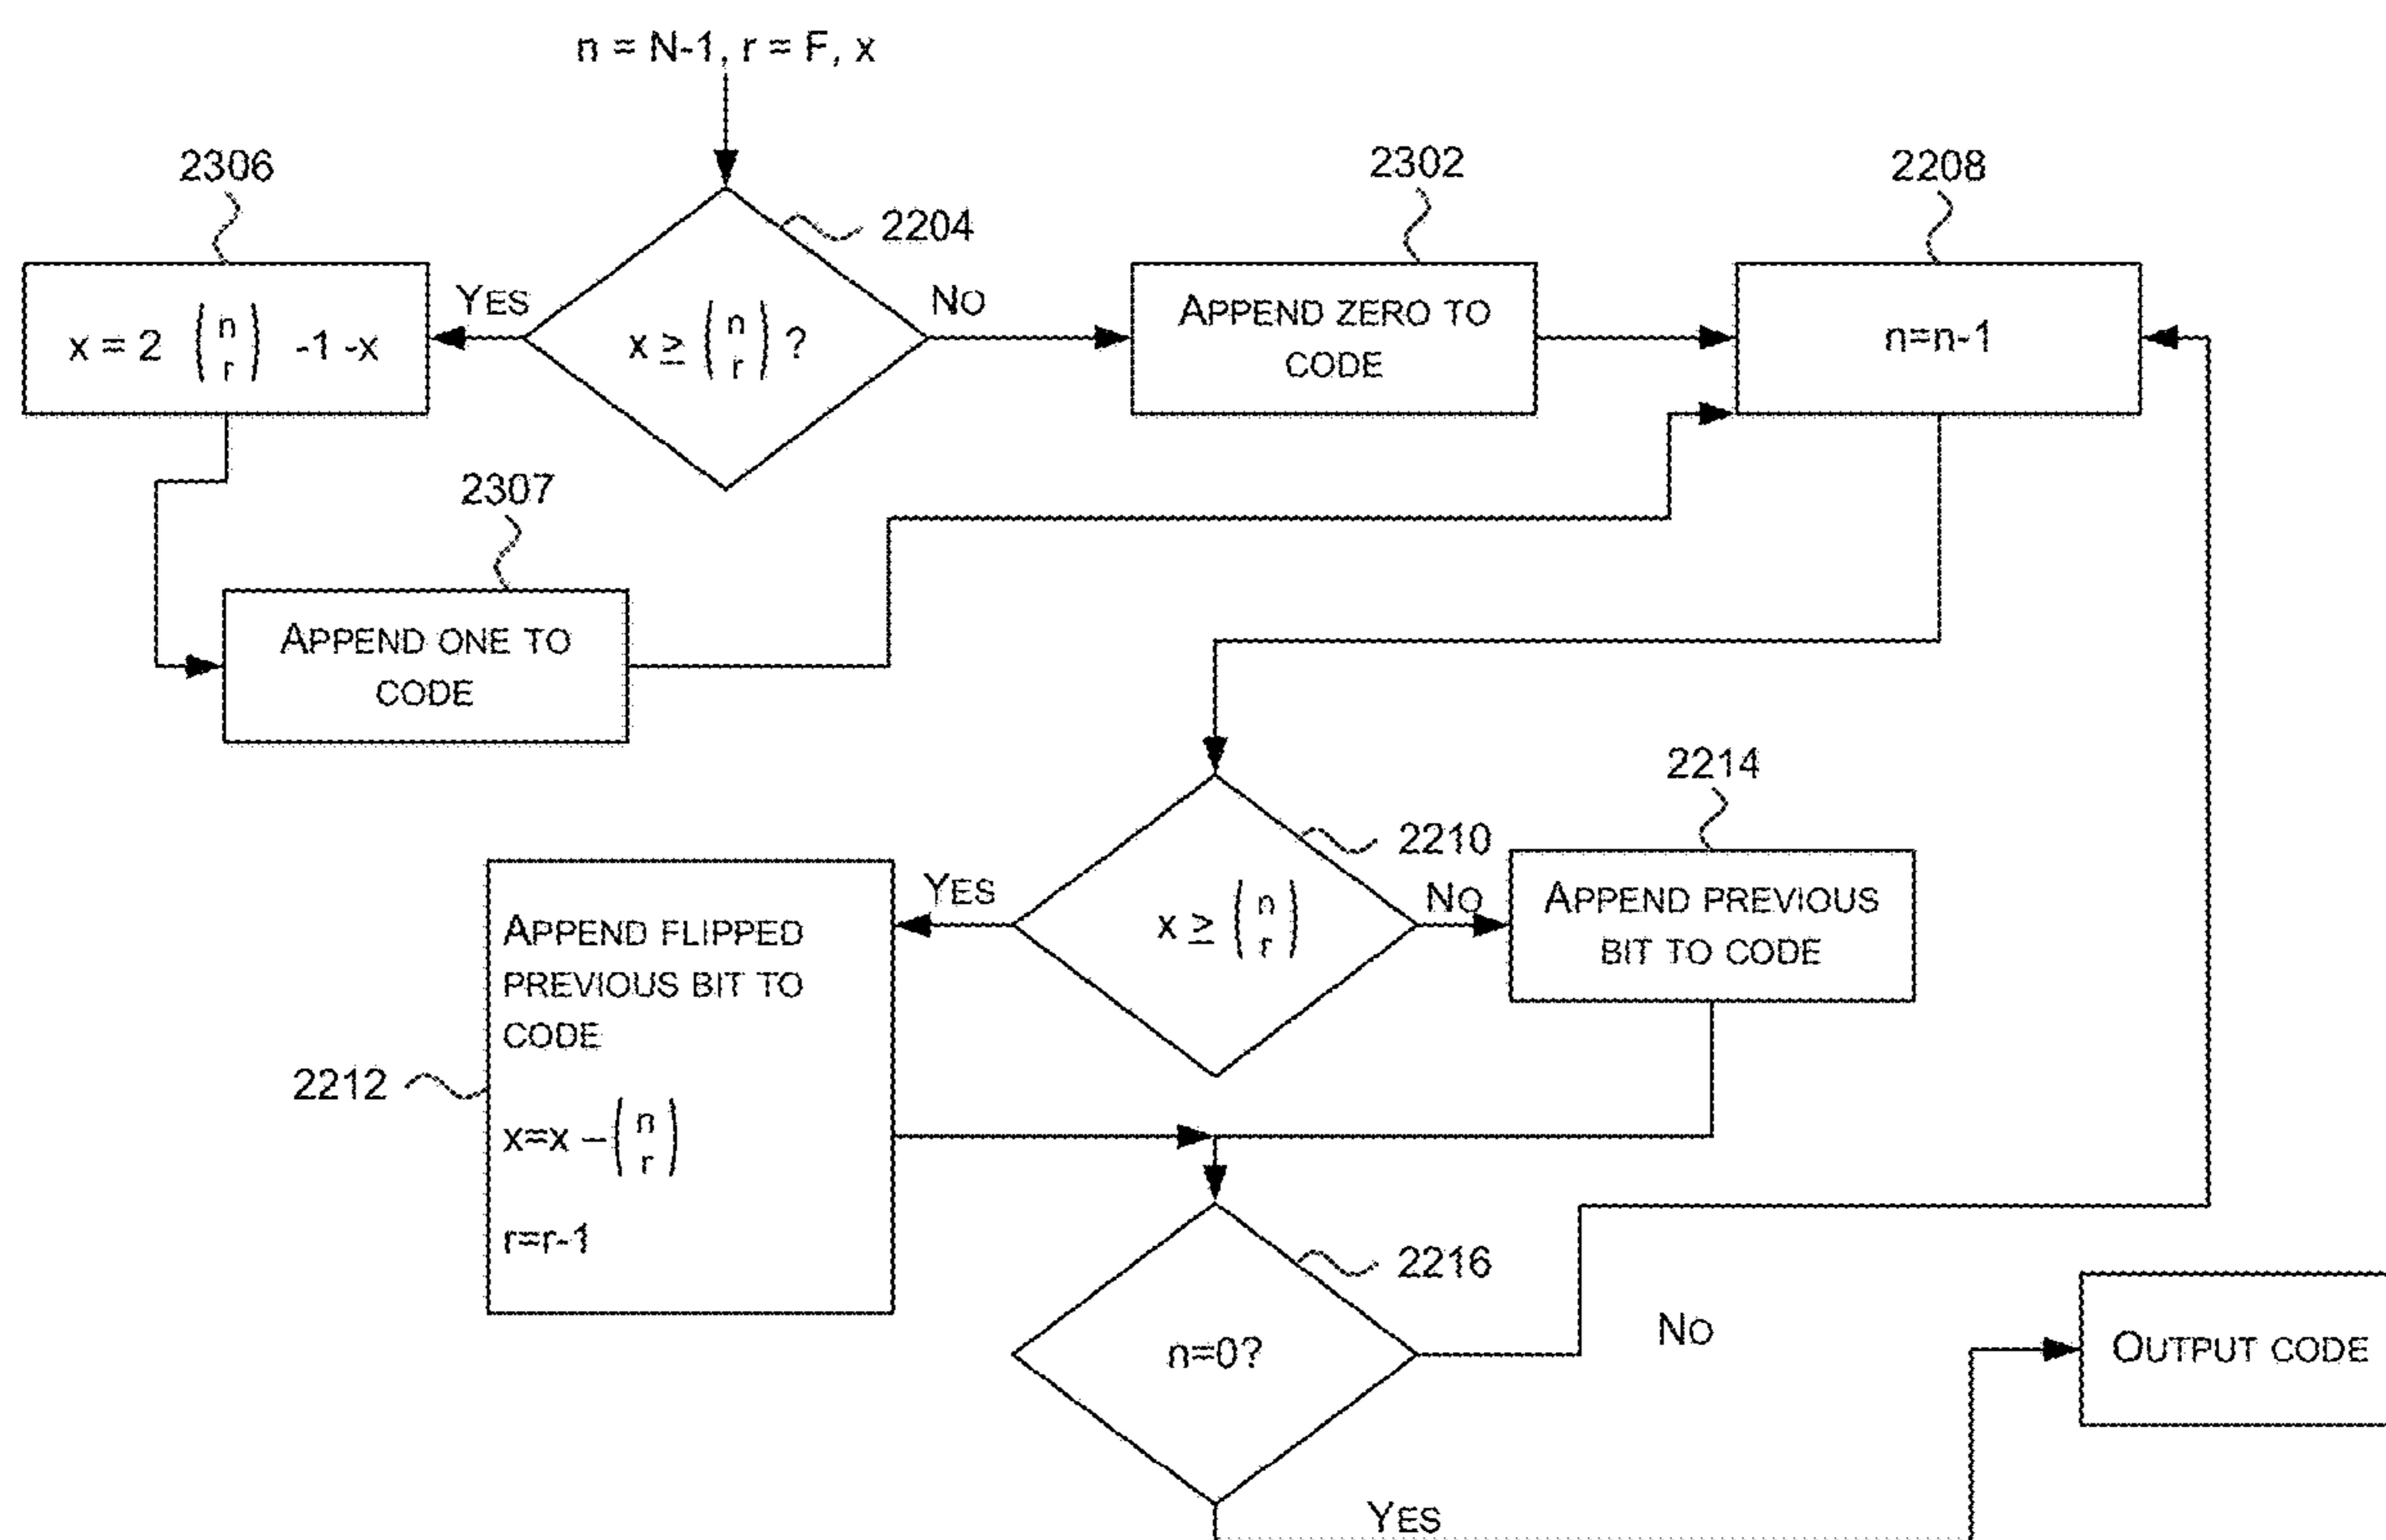 n = N-1, r = F, x
2306
2302
2208
2204
YES
NO
x = 2 (n r) -1 -x
x ≥ (n r) ?
APPEND ZERO TO
CODE
n=n-1
2307
APPEND ONE TO
CODE
2214
2210
YES
NO
x ≥ (n r)
APPEND PREVIOUS
BIT TO CODE
APPEND FLIPPED
PREVIOUS BIT TO
CODE
2212
x=x – (n r)
r=r-1
2216
n=0?
NO
OUTPUT CODE
YES